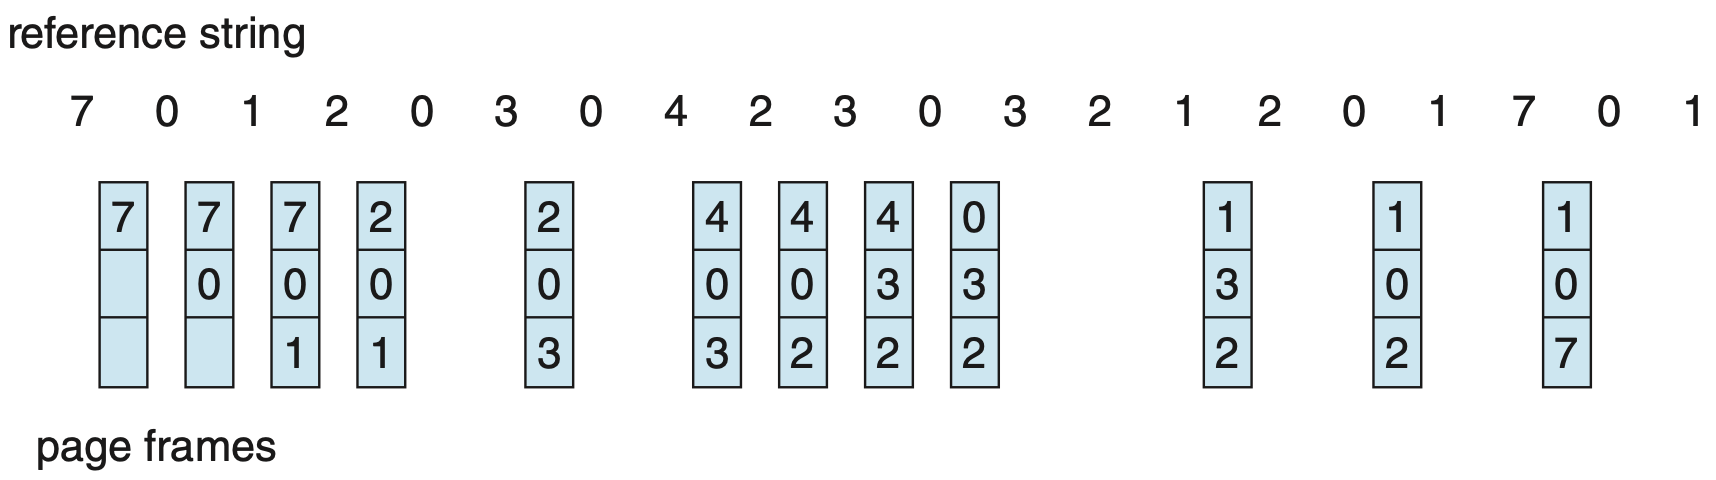 reference string
7 0 1 2 0 3 0 4 2 3 0 3 2 1 2 0 1 7 0 1
7 7 7 2 2 4 4 4 0 1 1 1
0 0 0 0 0 0 3 3 3 0 0
1 1 3 3 2 2 2 2 2 7
page frames